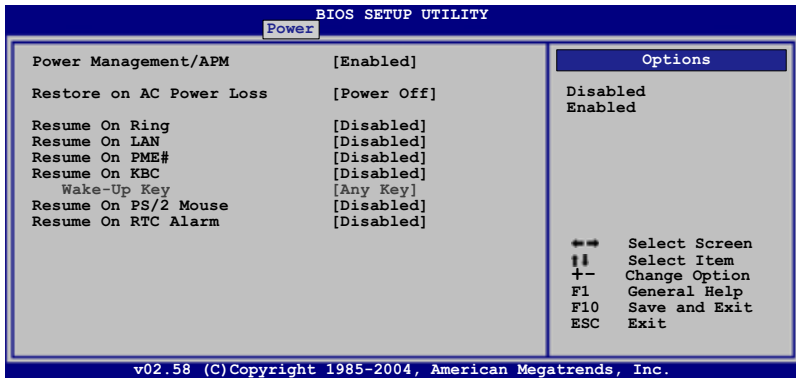 BIOS SETUP UTILITY
Power
Power Management/APM [Enabled]
Restore on AC Power Loss [Power Off]
Resume On Ring [Disabled]
Resume On LAN [Disabled]
Resume On PME# [Disabled]
Resume On KBC [Disabled]
Wake-Up Key [Any Key]
Resume On PS/2 Mouse [Disabled]
Resume On RTC Alarm [Disabled]
Options
Disabled
Enabled
←→ Select Screen
↑↓ Select Item
+- Change Option
F1 General Help
F10 Save and Exit
ESC Exit
v02.58 (C)Copyright 1985-2004, American Megatrends, Inc.